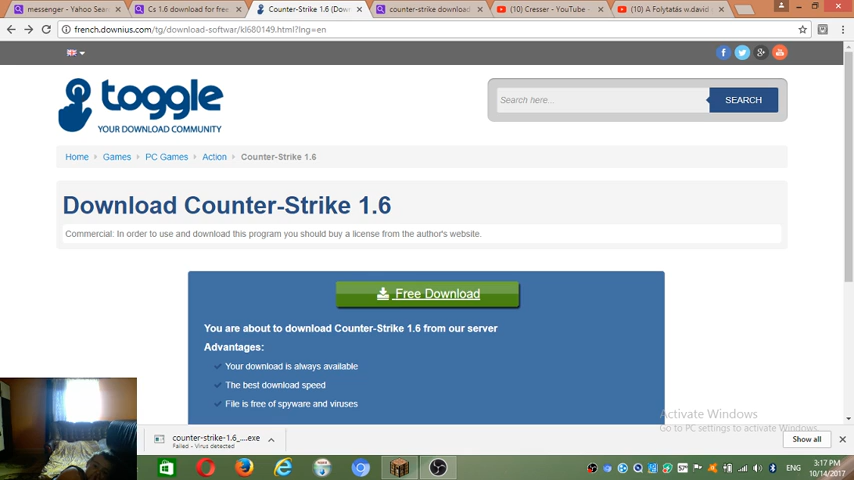 messenger - Yahoo Sear
Cs 1.6 download for free
Counter-Strike 1.6 (Dow
counter-strike download
(10) Cresser - YouTube -
(10) A Folytatás w.david
french.downius.com/tg/download-softwar/kl680149.html?lng=en
toggle
YOUR DOWNLOAD COMMUNITY
Search here...
SEARCH
Home Games PC Games Action Counter-Strike 1.6
Download Counter-Strike 1.6
Commercial: In order to use and download this program you should buy a license from the author's website.
Free Download
You are about to download Counter-Strike 1.6 from our server
Advantages:
Your download is always available
The best download speed
File is free of spyware and viruses
Activate Windows
Go to PC settings to activate Windows.
counter-strike-1.6_....exe
Failed - Virus detected
Show all
ENG
3:17 PM
10/14/2017